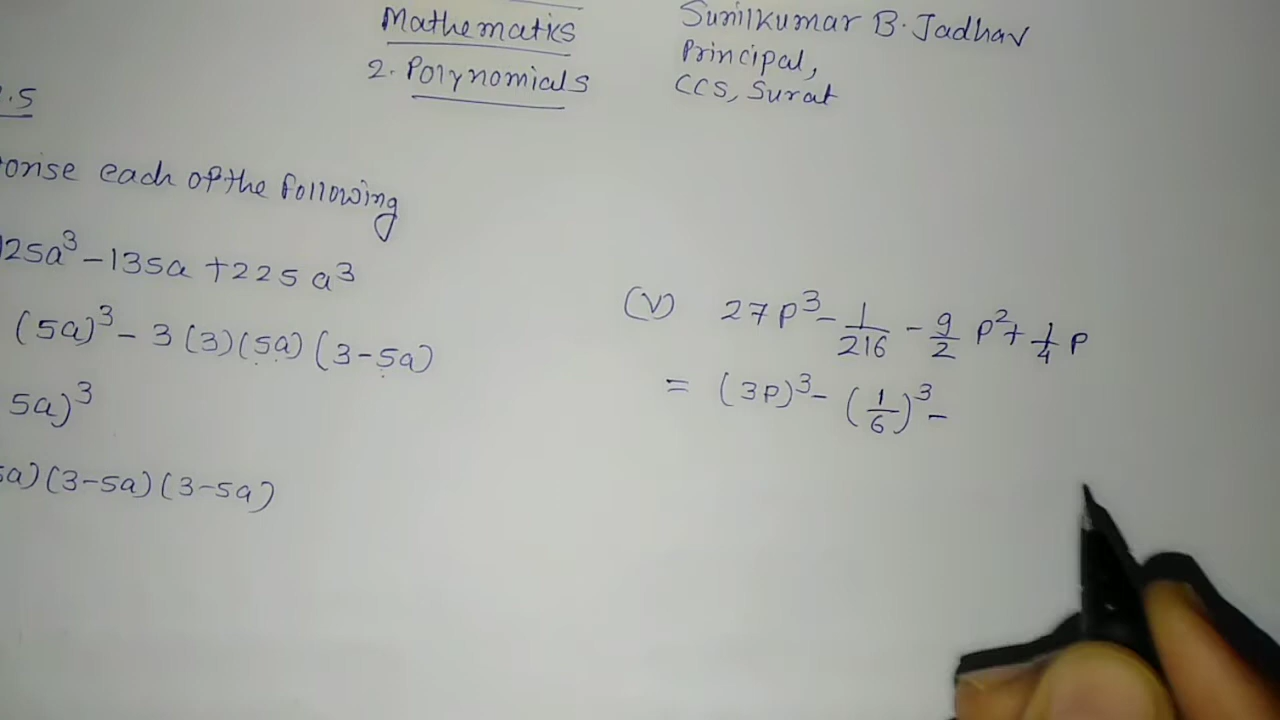 Mathematics
2. Polynomials
Sunilkumar B. Jadhav
Principal,
CCS, Surat
.5
orise each of the following
25a³ – 135a + 225a³
(5a)³ – 3(3)(5a)(3–5a)
5a)³
5a)(3–5a)(3–5a)
(V) 27p³ – 1/216 – 9/2 p² + 1/4 p
= (3p)³ – (1/6)³ –